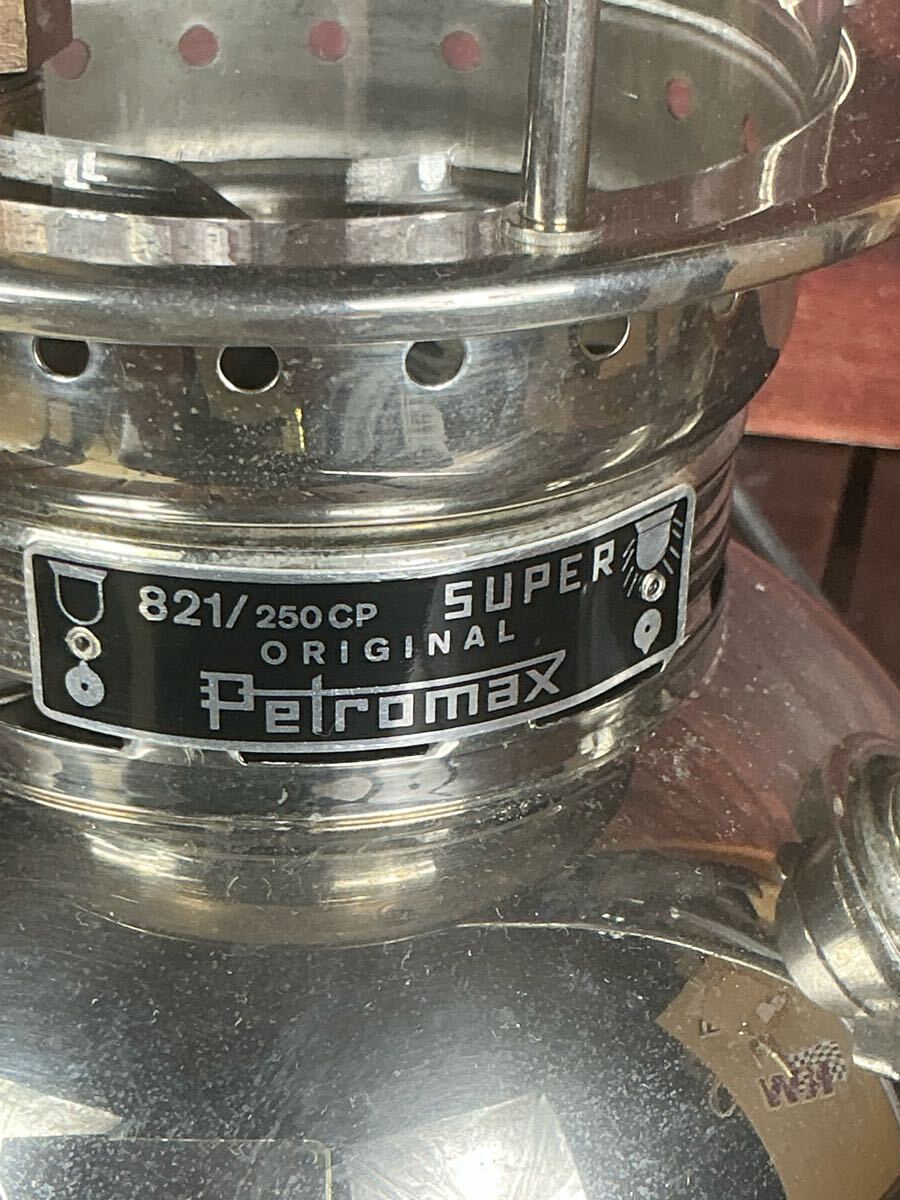 821/250CP SUPER
ORIGINAL
Petromax